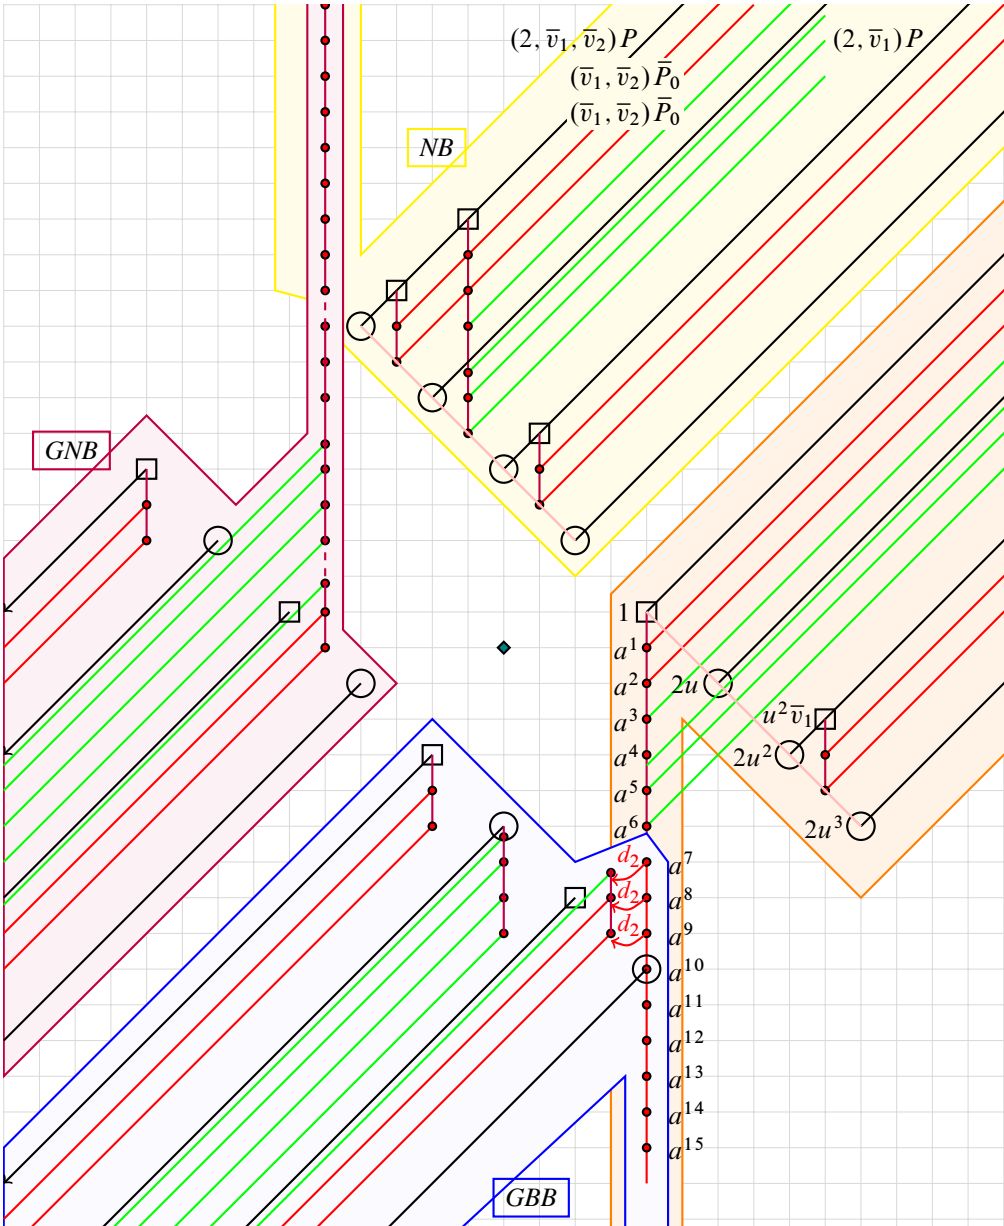 (2, v̅₁, v̅₂)P
(2, v̅₁)P
(v̅₁, v̅₂)P̅₀
(v̅₁, v̅₂)P̅₀
NB
GNB
1
a¹
a²
2u
a³
u²v̅₁
a⁴
2u²
a⁵
a⁶
2u³
d₂
a⁷
d₂
a⁸
d₂
a⁹
a¹⁰
a¹¹
a¹²
a¹³
a¹⁴
a¹⁵
GBB